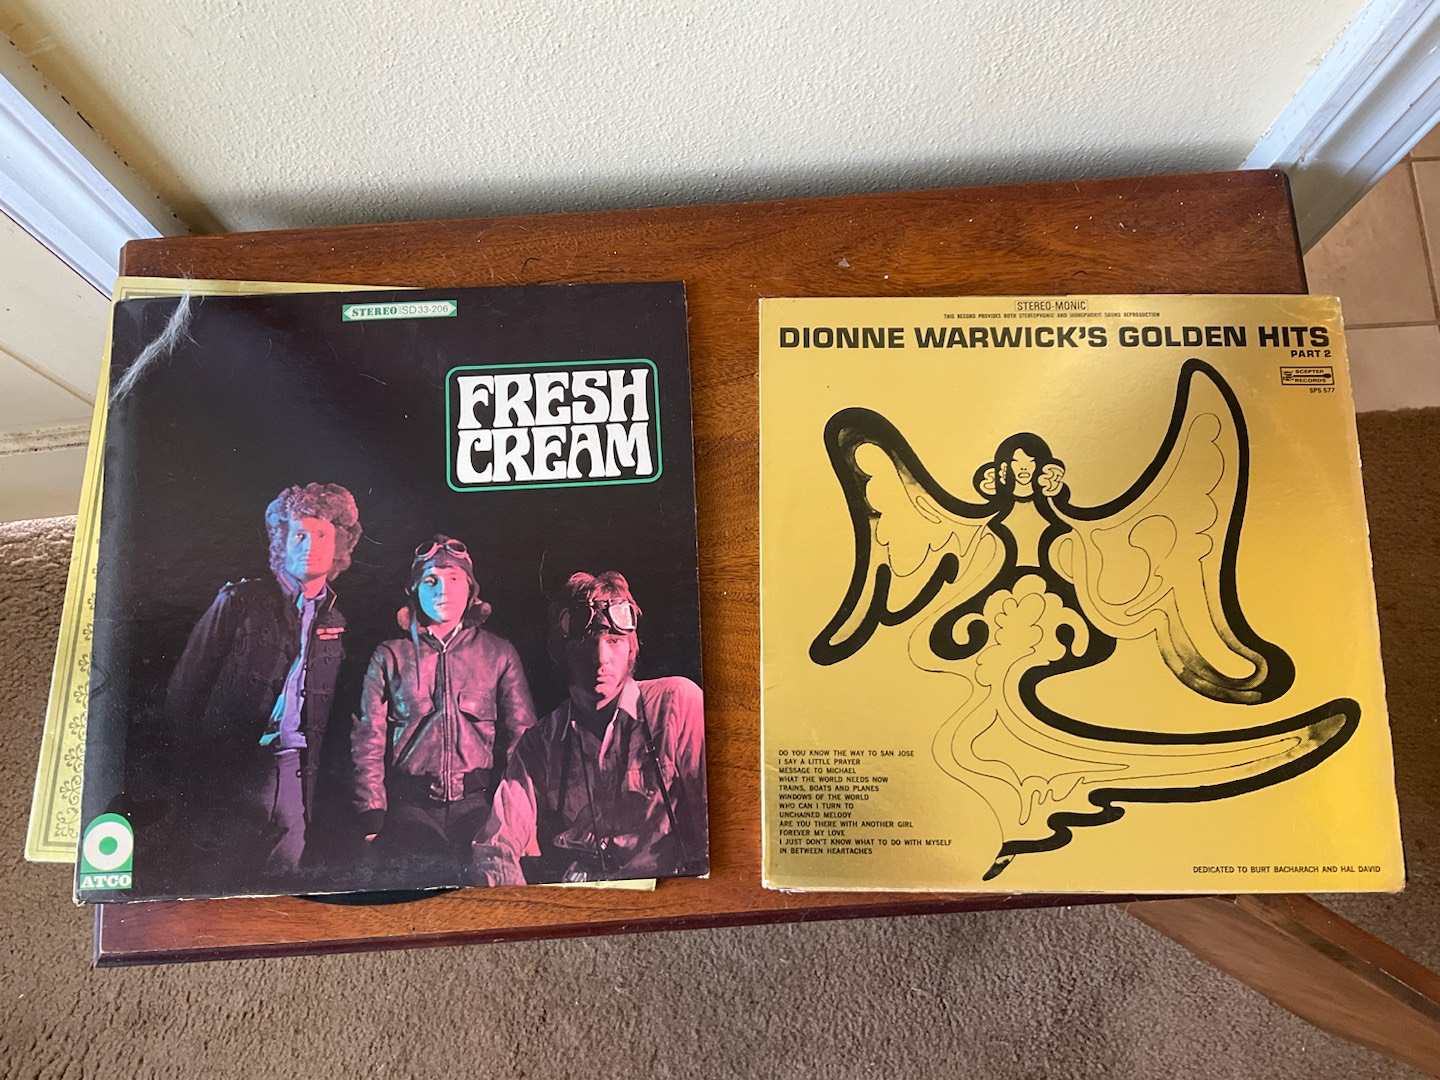 STEREO SD 33-206
FRESH
CREAM
ATCO
STEREO-MONIC
THIS RECORD PROVIDES BOTH STEREOPHONIC AND MONOPHONIC SOUND REPRODUCTION
DIONNE WARWICK'S GOLDEN HITS
PART 2
SCEPTER
RECORDS
SPS 577
DO YOU KNOW THE WAY TO SAN JOSE
I SAY A LITTLE PRAYER
MESSAGE TO MICHAEL
WHAT THE WORLD NEEDS NOW
TRAINS, BOATS AND PLANES
WINDOWS OF THE WORLD
WHO CAN I TURN TO
UNCHAINED MELODY
ARE YOU THERE WITH ANOTHER GIRL
FOREVER MY LOVE
I JUST DON'T KNOW WHAT TO DO WITH MYSELF
IN BETWEEN HEARTACHES
DEDICATED TO BURT BACHARACH AND HAL DAVID